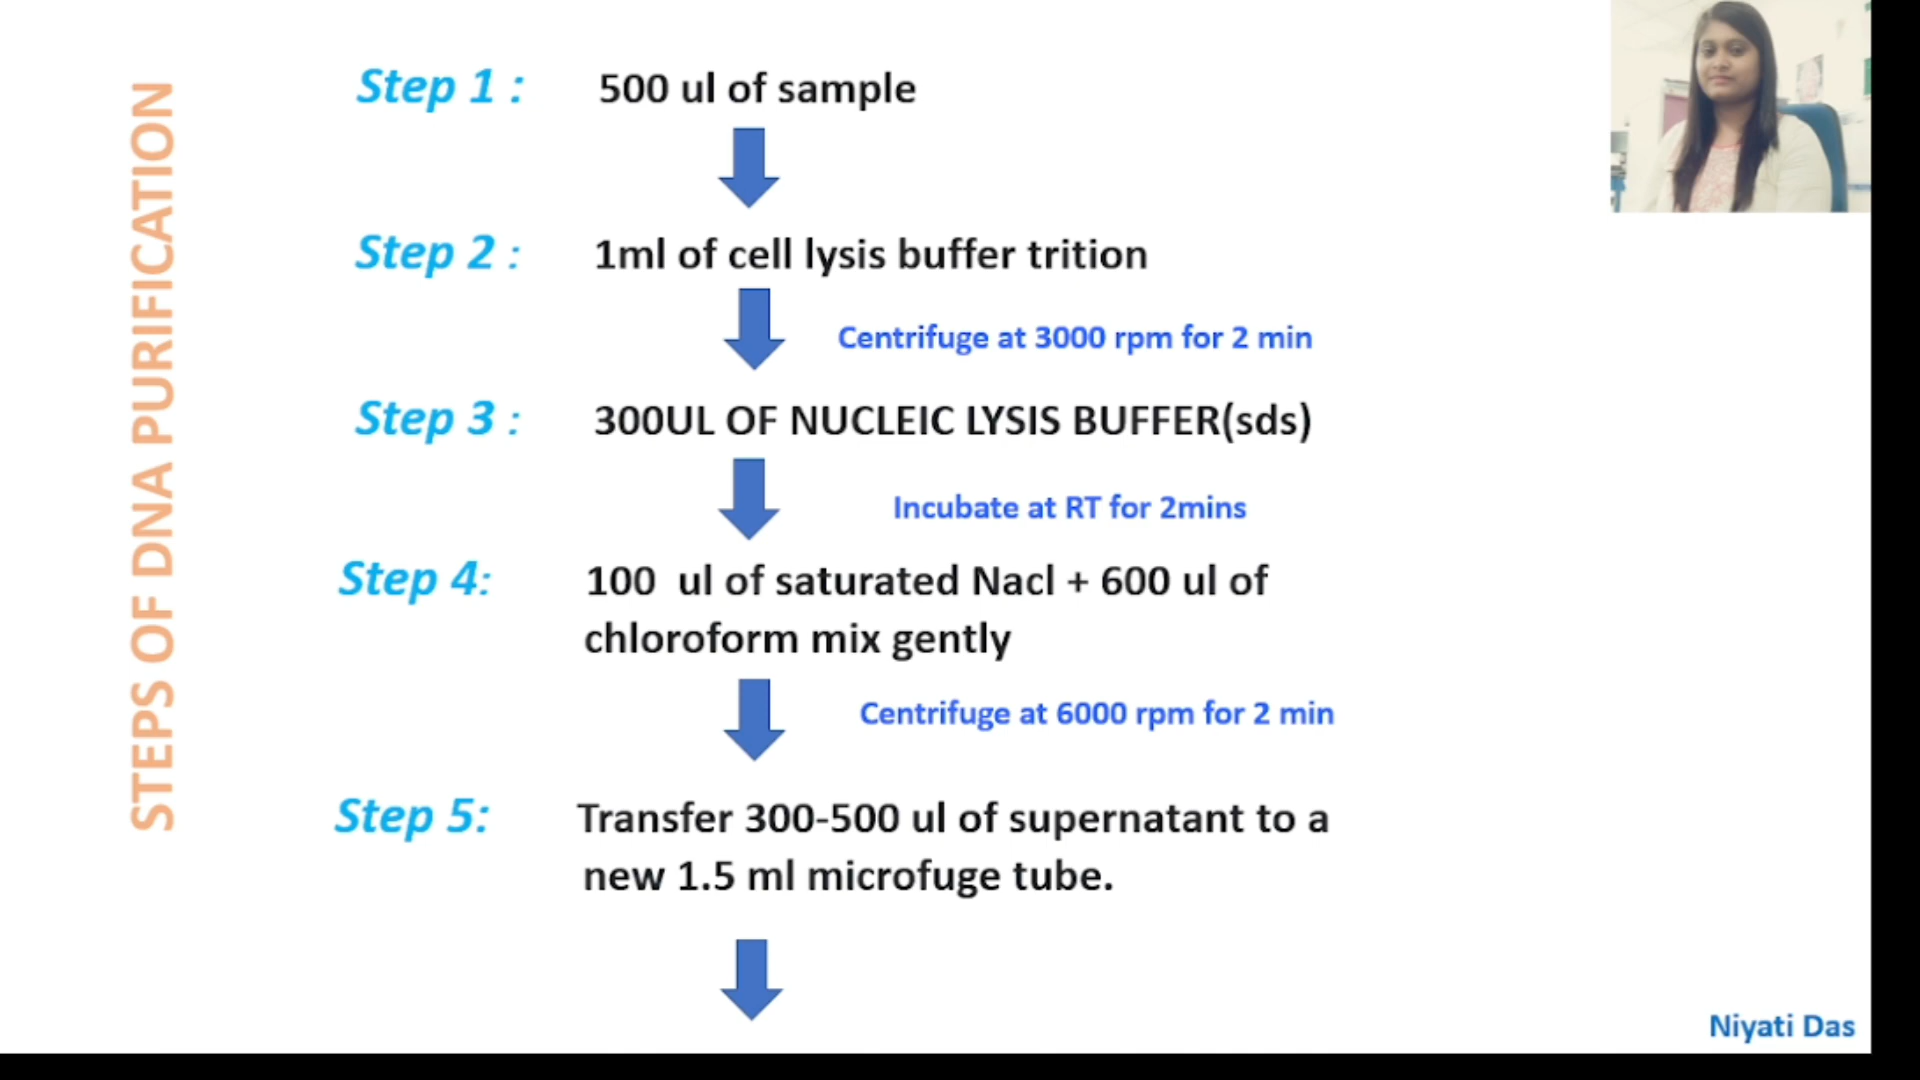 STEPS OF DNA PURIFICATION
Step 1 : 500 ul of sample
Step 2 : 1ml of cell lysis buffer trition
Centrifuge at 3000 rpm for 2 min
Step 3 : 300UL OF NUCLEIC LYSIS BUFFER(sds)
Incubate at RT for 2mins
Step 4: 100 ul of saturated Nacl + 600 ul of
chloroform mix gently
Centrifuge at 6000 rpm for 2 min
Step 5: Transfer 300-500 ul of supernatant to a
new 1.5 ml microfuge tube.
Niyati Das